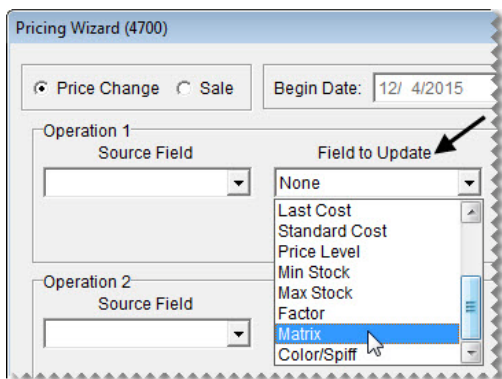 Pricing Wizard (4700)
Price Change Sale Begin Date: 12/ 4/2015
Operation 1
Source Field Field to Update
None
Last Cost
Standard Cost
Price Level
Min Stock
Max Stock
Factor
Matrix
Color/Spiff
Operation 2
Source Field